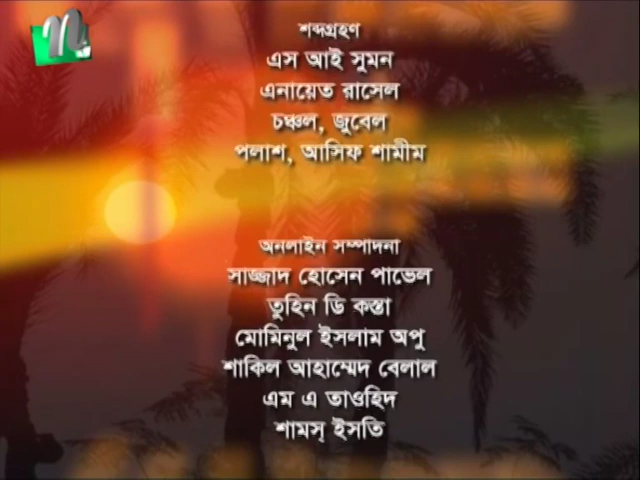 শব্দগ্রহণ
এস আই সুমন
এনায়েত রাসেল
চঞ্চল, জুবেল
পলাশ, আসিফ শামীম
অনলাইন সম্পাদনা
সাজ্জাদ হোসেন পাভেল
তুহিন ডি কস্তা
মোমিনুল ইসলাম অপু
শাকিল আহাম্মেদ বেলাল
এম এ তাওহিদ
শামসৃ ইসতি